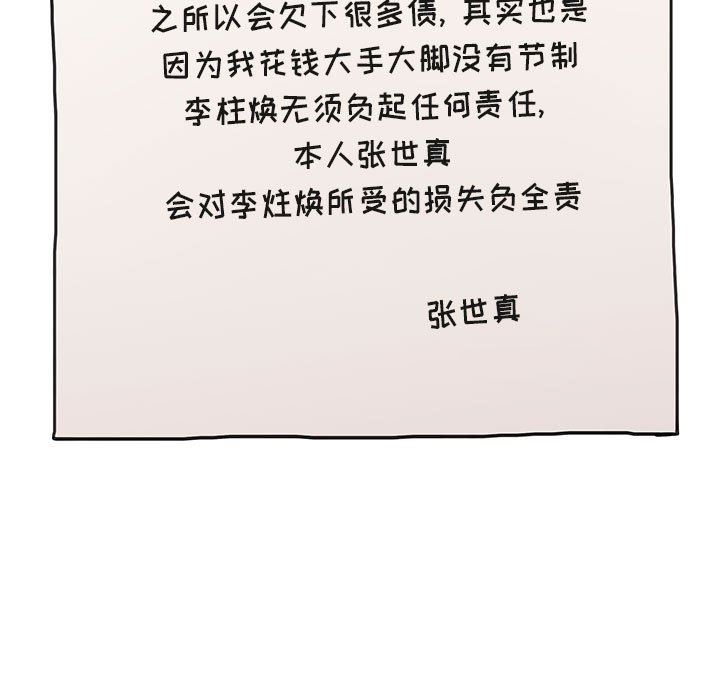 之所以会欠下很多债, 其实也是
因为我花钱大手大脚没有节制
李柱焕无须负起任何责任,
本人张世真
会对李炷焕所受的损失负全责
张世真